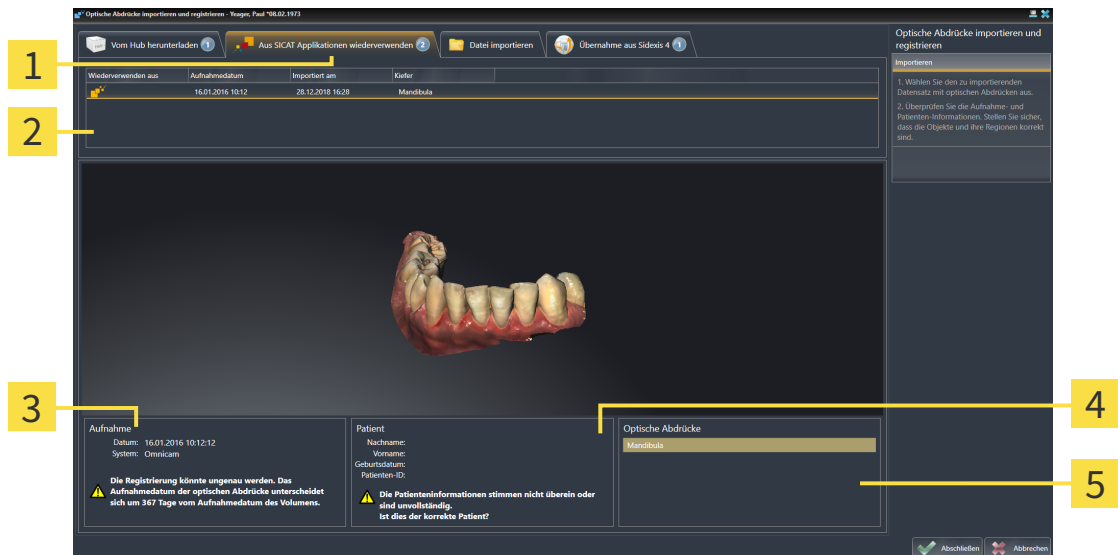 Optische Abdrücke importieren und registrieren - Yeager, Paul *08.02.1973
Vom Hub herunterladen 1
Aus SICAT Applikationen wiederverwenden 2
Datei importieren
Übernahme aus Sidexis 4 1
Optische Abdrücke importieren und
registrieren
Importieren
1. Wählen Sie den zu importierenden
Datensatz mit optischen Abdrücken aus.
2. Überprüfen Sie die Aufnahme- und
Patienten-Informationen. Stellen Sie sicher,
dass die Objekte und ihre Regionen korrekt
sind.
1
Wiederverwenden aus Aufnahmedatum Importiert am Kiefer
16.01.2016 10:12 28.12.2018 16:28 Mandibula
2
3
Aufnahme
Datum: 16.01.2016 10:12:12
System: Omnicam
Die Registrierung könnte ungenau werden. Das
Aufnahmedatum der optischen Abdrücke unterscheidet
sich um 367 Tage vom Aufnahmedatum des Volumens.
Patient
Nachname:
Vorname:
Geburtsdatum:
Patienten-ID:
Die Patienteninformationen stimmen nicht überein oder
sind unvollständig.
Ist dies der korrekte Patient?
4
Optische Abdrücke
Mandibula
5
Abschließen
Abbrechen